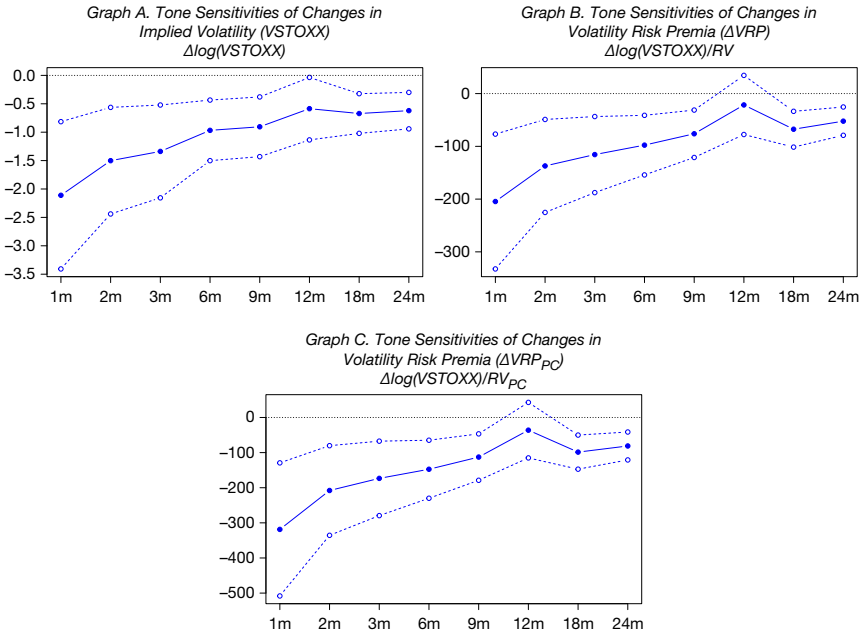 Graph A. Tone Sensitivities of Changes in
Implied Volatility (VSTOXX)
Δlog(VSTOXX)
0.0
−0.5
−1.0
−1.5
−2.0
−2.5
−3.0
−3.5
1m 2m 3m 6m 9m 12m 18m 24m
Graph B. Tone Sensitivities of Changes in
Volatility Risk Premia (ΔVRP)
Δlog(VSTOXX)/RV
0
−100
−200
−300
1m 2m 3m 6m 9m 12m 18m 24m
Graph C. Tone Sensitivities of Changes in
Volatility Risk Premia (ΔVRP_PC)
Δlog(VSTOXX)/RV_PC
0
−100
−200
−300
−400
−500
1m 2m 3m 6m 9m 12m 18m 24m